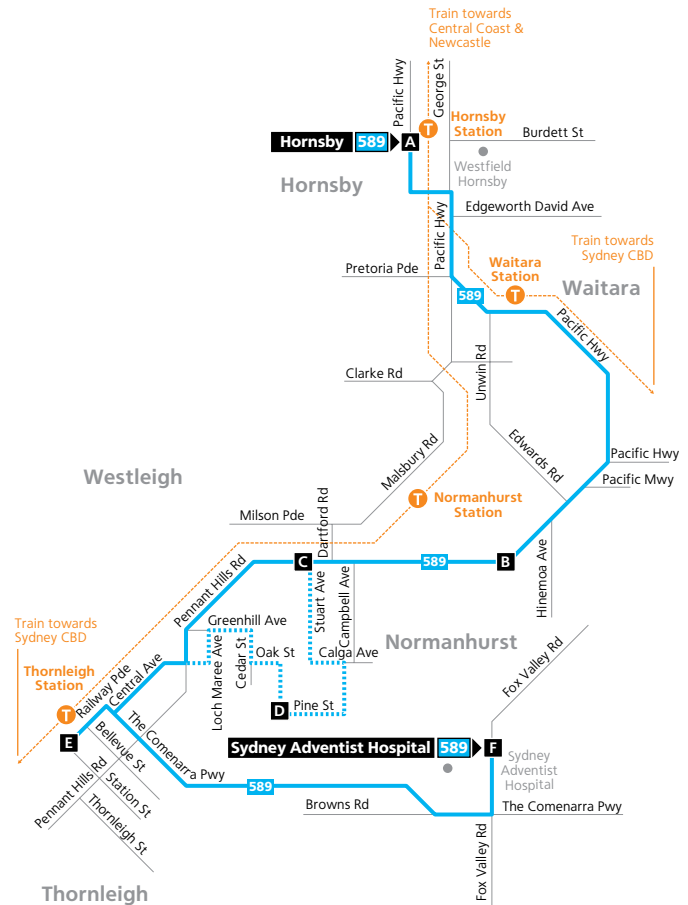 Train towards
Central Coast &
Newcastle
Pacific Hwy
George St
T
Hornsby
Station
Burdett St
Hornsby
589
A
Westfield
Hornsby
Hornsby
Edgeworth David Ave
Pacific Hwy
Train towards
Sydney CBD
Pretoria Pde
Waitara
Station
T
Waitara
589
Pacific Hwy
Unwin Rd
Clarke Rd
Edwards Rd
Malsbury Rd
Pacific Hwy
Westleigh
Pacific Mwy
T
Normanhurst
Station
Milson Pde
Dartford Rd
C
589
B
Hinemoa Ave
Pennant Hills Rd
Stuart Ave
Campbell Ave
Train towards
Sydney CBD
Greenhill Ave
Normanhurst
Fox Valley Rd
Loch Maree Ave
Cedar St
Oak St
Calga Ave
Thornleigh
Station
T
Railway Pde
Central Ave
D
Pine St
E
The Comenarra Pwy
Sydney Adventist Hospital
589
F
Sydney
Adventist
Hospital
Bellevue St
Station St
Pennant Hills Rd
Thornleigh St
589
Browns Rd
The Comenarra Pwy
Fox Valley Rd
Thornleigh